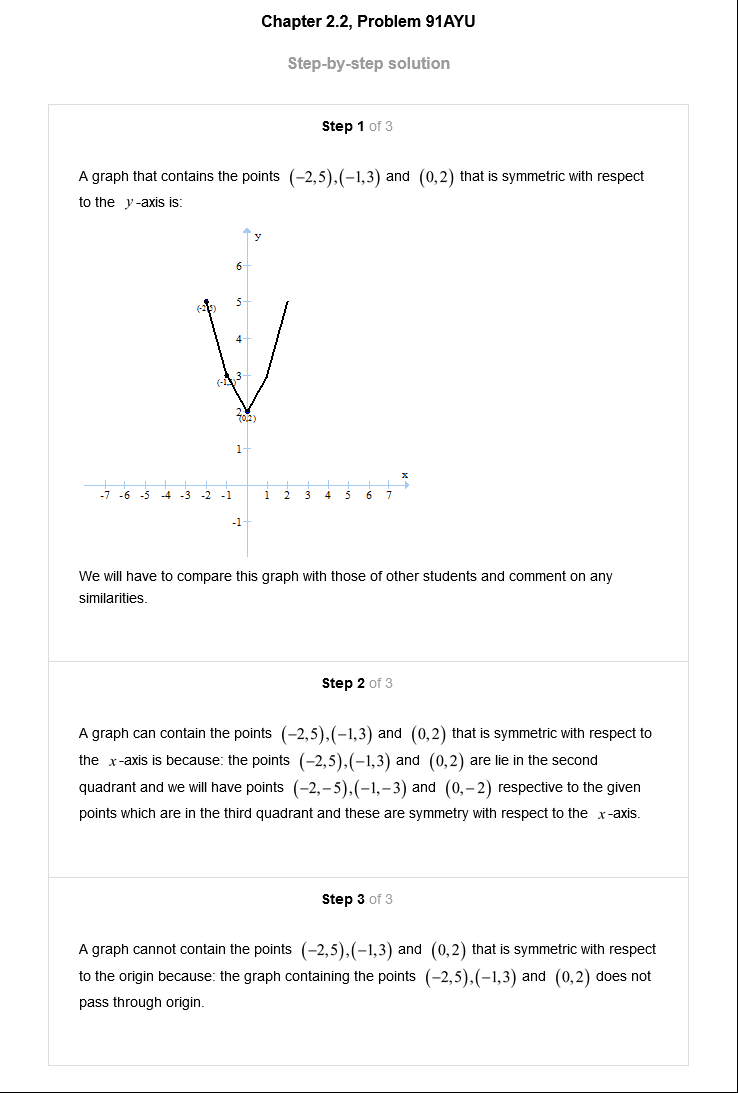 Chapter 2.2, Problem 91AYU
Step-by-step solution
Step 1 of 3
A graph that contains the points (−2,5),(−1,3) and (0,2) that is symmetric with respect
to the y-axis is:
y
6
5
(-2,5)
4
3
(-1,3)
2
(0,2)
1
x
-7 -6 -5 -4 -3 -2 -1 1 2 3 4 5 6 7
-1
We will have to compare this graph with those of other students and comment on any
similarities.
Step 2 of 3
A graph can contain the points (−2,5),(−1,3) and (0,2) that is symmetric with respect to
the x-axis is because: the points (−2,5),(−1,3) and (0,2) are lie in the second
quadrant and we will have points (−2,−5),(−1,−3) and (0,−2) respective to the given
points which are in the third quadrant and these are symmetry with respect to the x-axis.
Step 3 of 3
A graph cannot contain the points (−2,5),(−1,3) and (0,2) that is symmetric with respect
to the origin because: the graph containing the points (−2,5),(−1,3) and (0,2) does not
pass through origin.